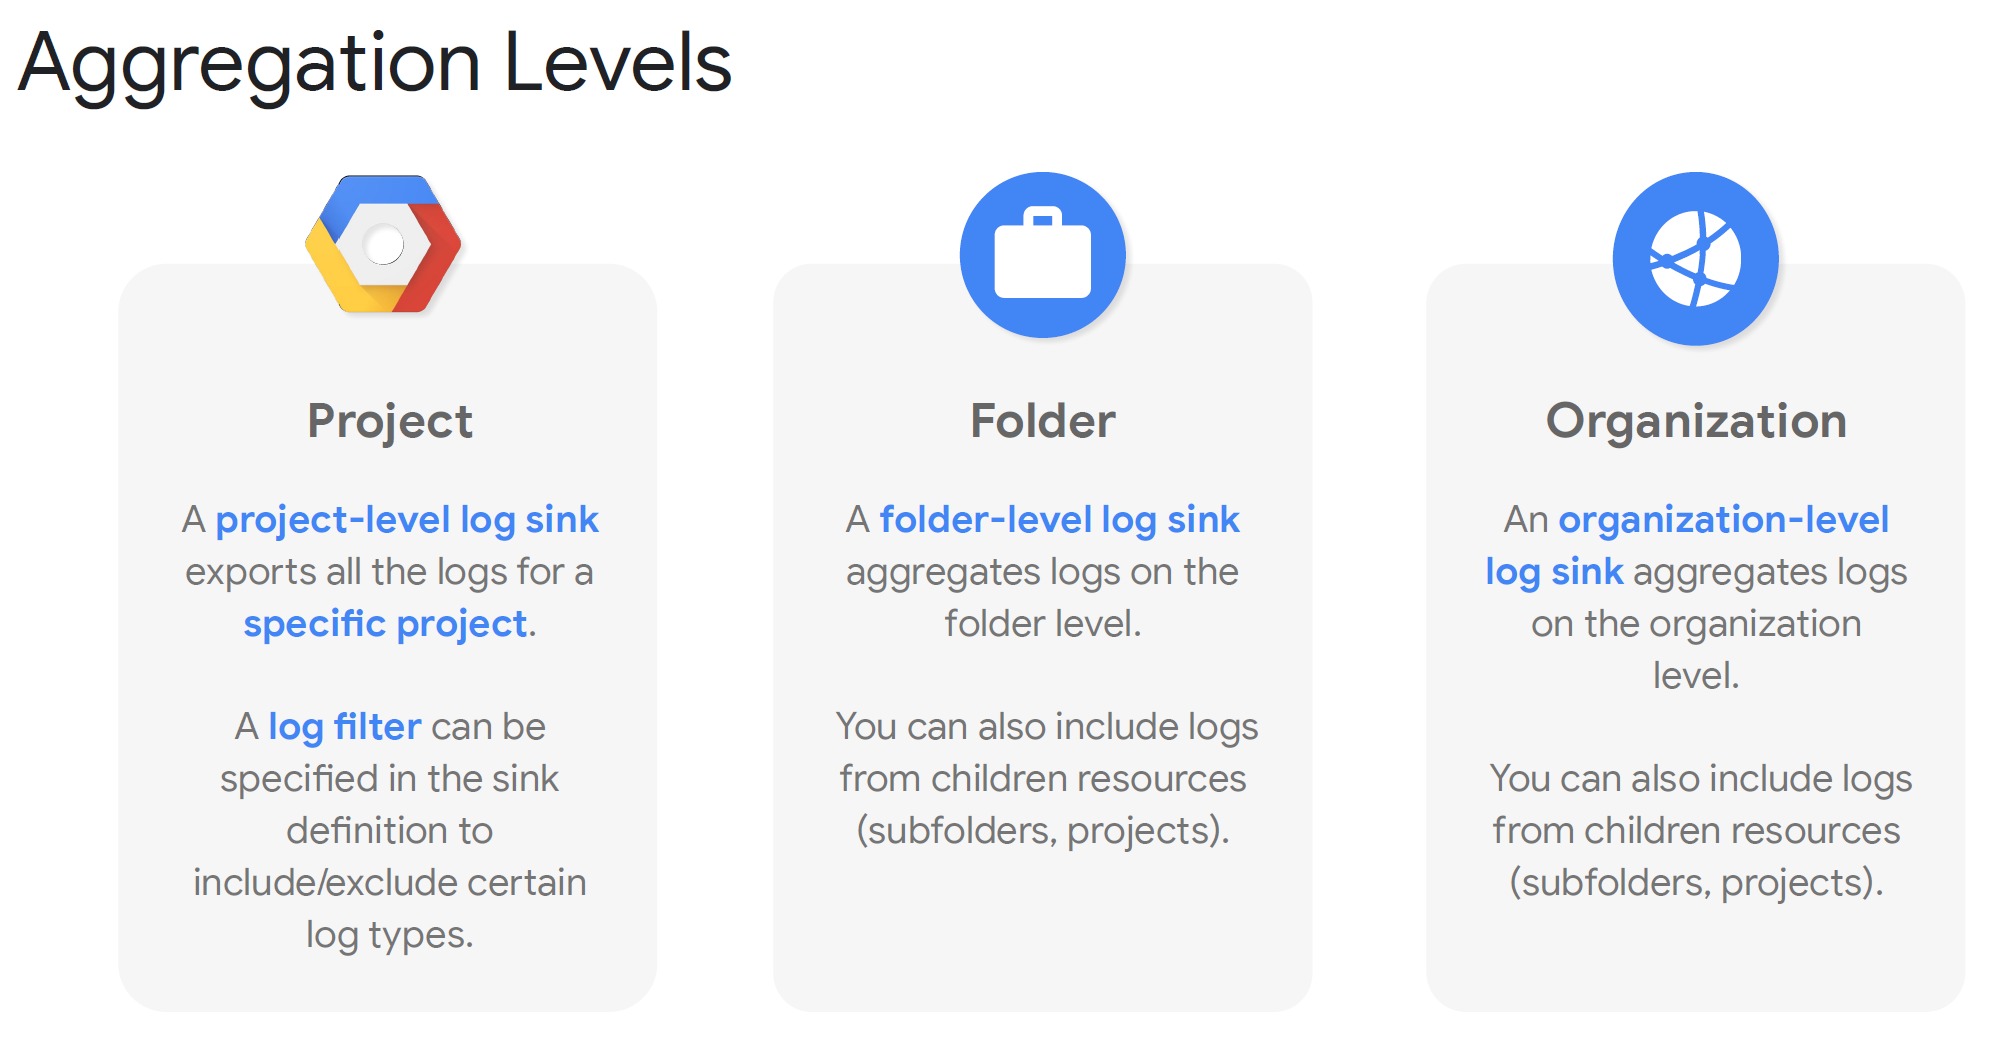 Aggregation Levels
Project
A project-level log sink
exports all the logs for a
specific project.
A log filter can be
specified in the sink
definition to
include/exclude certain
log types.
Folder
A folder-level log sink
aggregates logs on the
folder level.
You can also include logs
from children resources
(subfolders, projects).
Organization
An organization-level
log sink aggregates logs
on the organization
level.
You can also include logs
from children resources
(subfolders, projects).